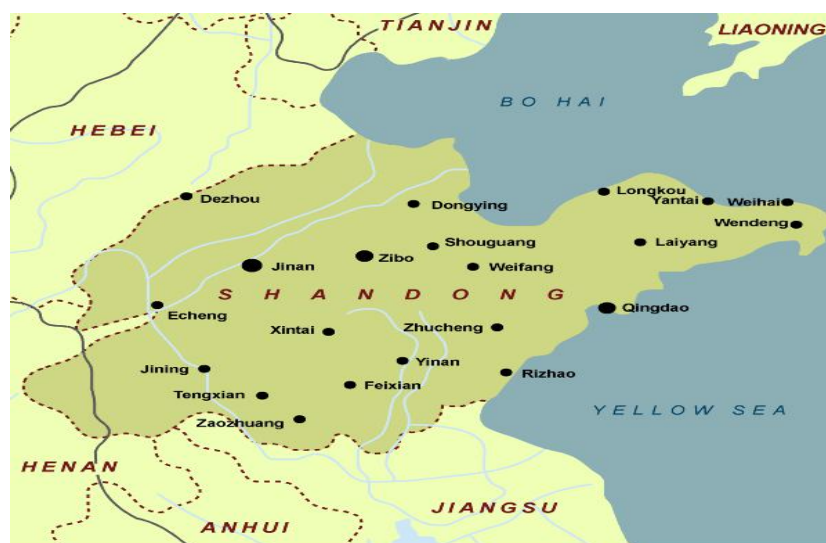 TIANJIN
LIAONING
BO HAI
HEBEI
Longkou
Dezhou
Yantai
Weihai
Dongying
Wendeng
Shouguang
Laiyang
Zibo
Jinan
Weifang
SHANDONG
Echeng
Qingdao
Xintai
Zhucheng
Yinan
Jining
Rizhao
Feixian
Tengxian
YELLOW SEA
Zaozhuang
HENAN
JIANGSU
ANHUI